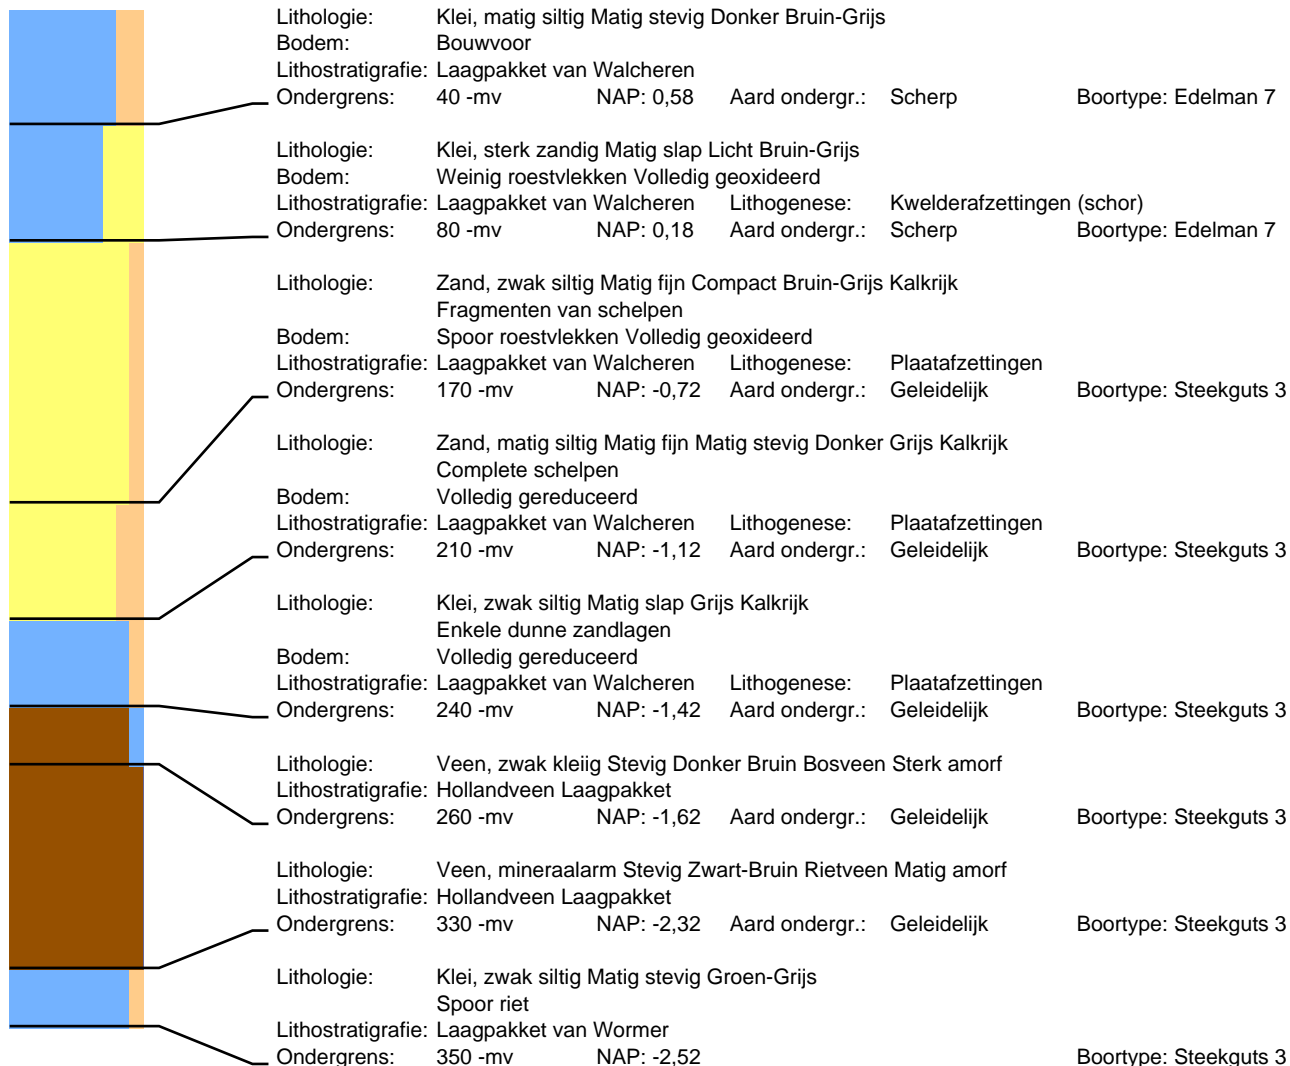 Lithologie: Klei, matig siltig Matig stevig Donker Bruin-Grijs
Bodem: Bouwvoor
Lithostratigrafie: Laagpakket van Walcheren
Ondergrens: 40 -mv NAP: 0,58 Aard ondergr.: Scherp Boortype: Edelman 7
Lithologie: Klei, sterk zandig Matig slap Licht Bruin-Grijs
Bodem: Weinig roestvlekken Volledig geoxideerd
Lithostratigrafie: Laagpakket van Walcheren Lithogenese: Kwelderafzettingen (schor)
Ondergrens: 80 -mv NAP: 0,18 Aard ondergr.: Scherp Boortype: Edelman 7
Lithologie: Zand, zwak siltig Matig fijn Compact Bruin-Grijs Kalkrijk
Fragmenten van schelpen
Bodem: Spoor roestvlekken Volledig geoxideerd
Lithostratigrafie: Laagpakket van Walcheren Lithogenese: Plaatafzettingen
Ondergrens: 170 -mv NAP: -0,72 Aard ondergr.: Geleidelijk Boortype: Steekguts 3
Lithologie: Zand, matig siltig Matig fijn Matig stevig Donker Grijs Kalkrijk
Complete schelpen
Bodem: Volledig gereduceerd
Lithostratigrafie: Laagpakket van Walcheren Lithogenese: Plaatafzettingen
Ondergrens: 210 -mv NAP: -1,12 Aard ondergr.: Geleidelijk Boortype: Steekguts 3
Lithologie: Klei, zwak siltig Matig slap Grijs Kalkrijk
Enkele dunne zandlagen
Bodem: Volledig gereduceerd
Lithostratigrafie: Laagpakket van Walcheren Lithogenese: Plaatafzettingen
Ondergrens: 240 -mv NAP: -1,42 Aard ondergr.: Geleidelijk Boortype: Steekguts 3
Lithologie: Veen, zwak kleiig Stevig Donker Bruin Bosveen Sterk amorf
Lithostratigrafie: Hollandveen Laagpakket
Ondergrens: 260 -mv NAP: -1,62 Aard ondergr.: Geleidelijk Boortype: Steekguts 3
Lithologie: Veen, mineraalarm Stevig Zwart-Bruin Rietveen Matig amorf
Lithostratigrafie: Hollandveen Laagpakket
Ondergrens: 330 -mv NAP: -2,32 Aard ondergr.: Geleidelijk Boortype: Steekguts 3
Lithologie: Klei, zwak siltig Matig stevig Groen-Grijs
Spoor riet
Lithostratigrafie: Laagpakket van Wormer
Ondergrens: 350 -mv NAP: -2,52 Boortype: Steekguts 3